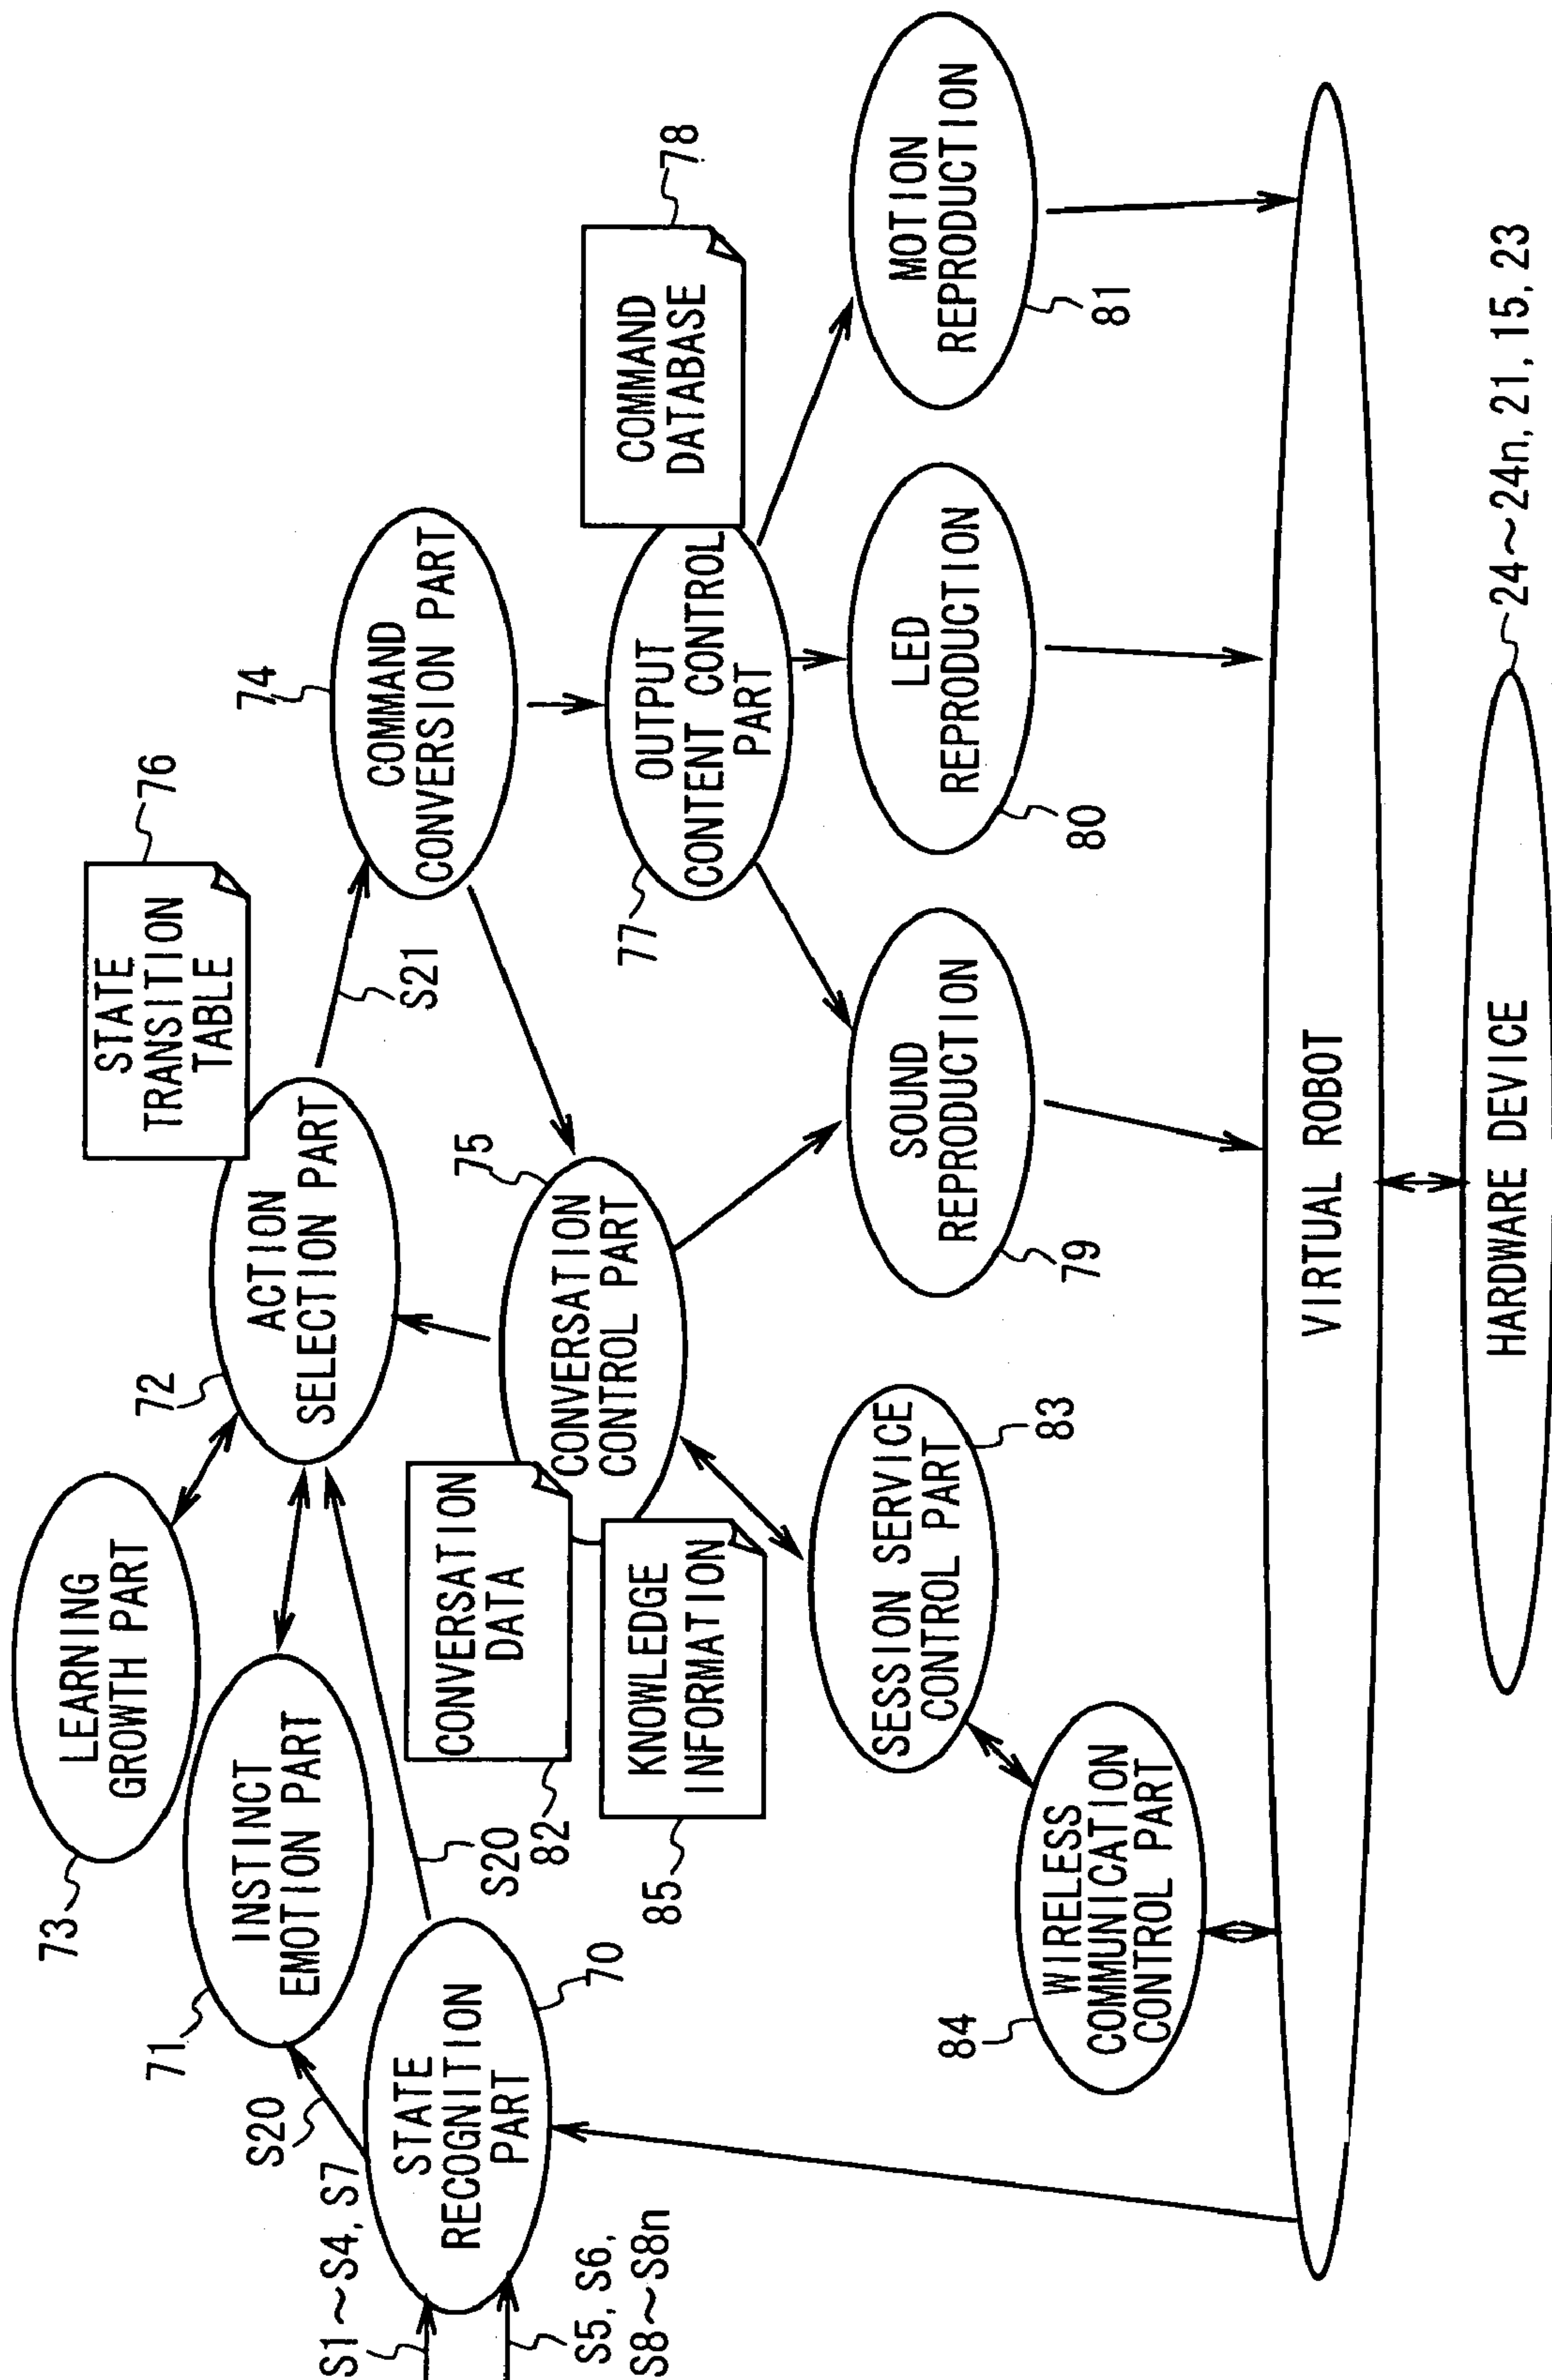 73
LEARNING
GROWTH PART
STATE
TRANSITION
TABLE
76
72
71
INSTINCT
EMOTION PART
ACTION
SELECTION PART
74
S20
S21
COMMAND
CONVERSION PART
S1~S4, S7
STATE
RECOGNITION
PART
70
S20
82
CONVERSATION
DATA
75
CONVERSATION
CONTROL PART
78
COMMAND
DATABASE
S5, S6,
S8~S8n
85
KNOWLEDGE
INFORMATION
77
OUTPUT
CONTENT CONTROL
PART
SESSION SERVICE
CONTROL PART
83
SOUND
REPRODUCTION
79
LED
REPRODUCTION
80
MOTION
REPRODUCTION
81
84
WIRELESS
COMMUNICATION
CONTROL PART
VIRTUAL ROBOT
HARDWARE DEVICE
24~24n, 21, 15, 23